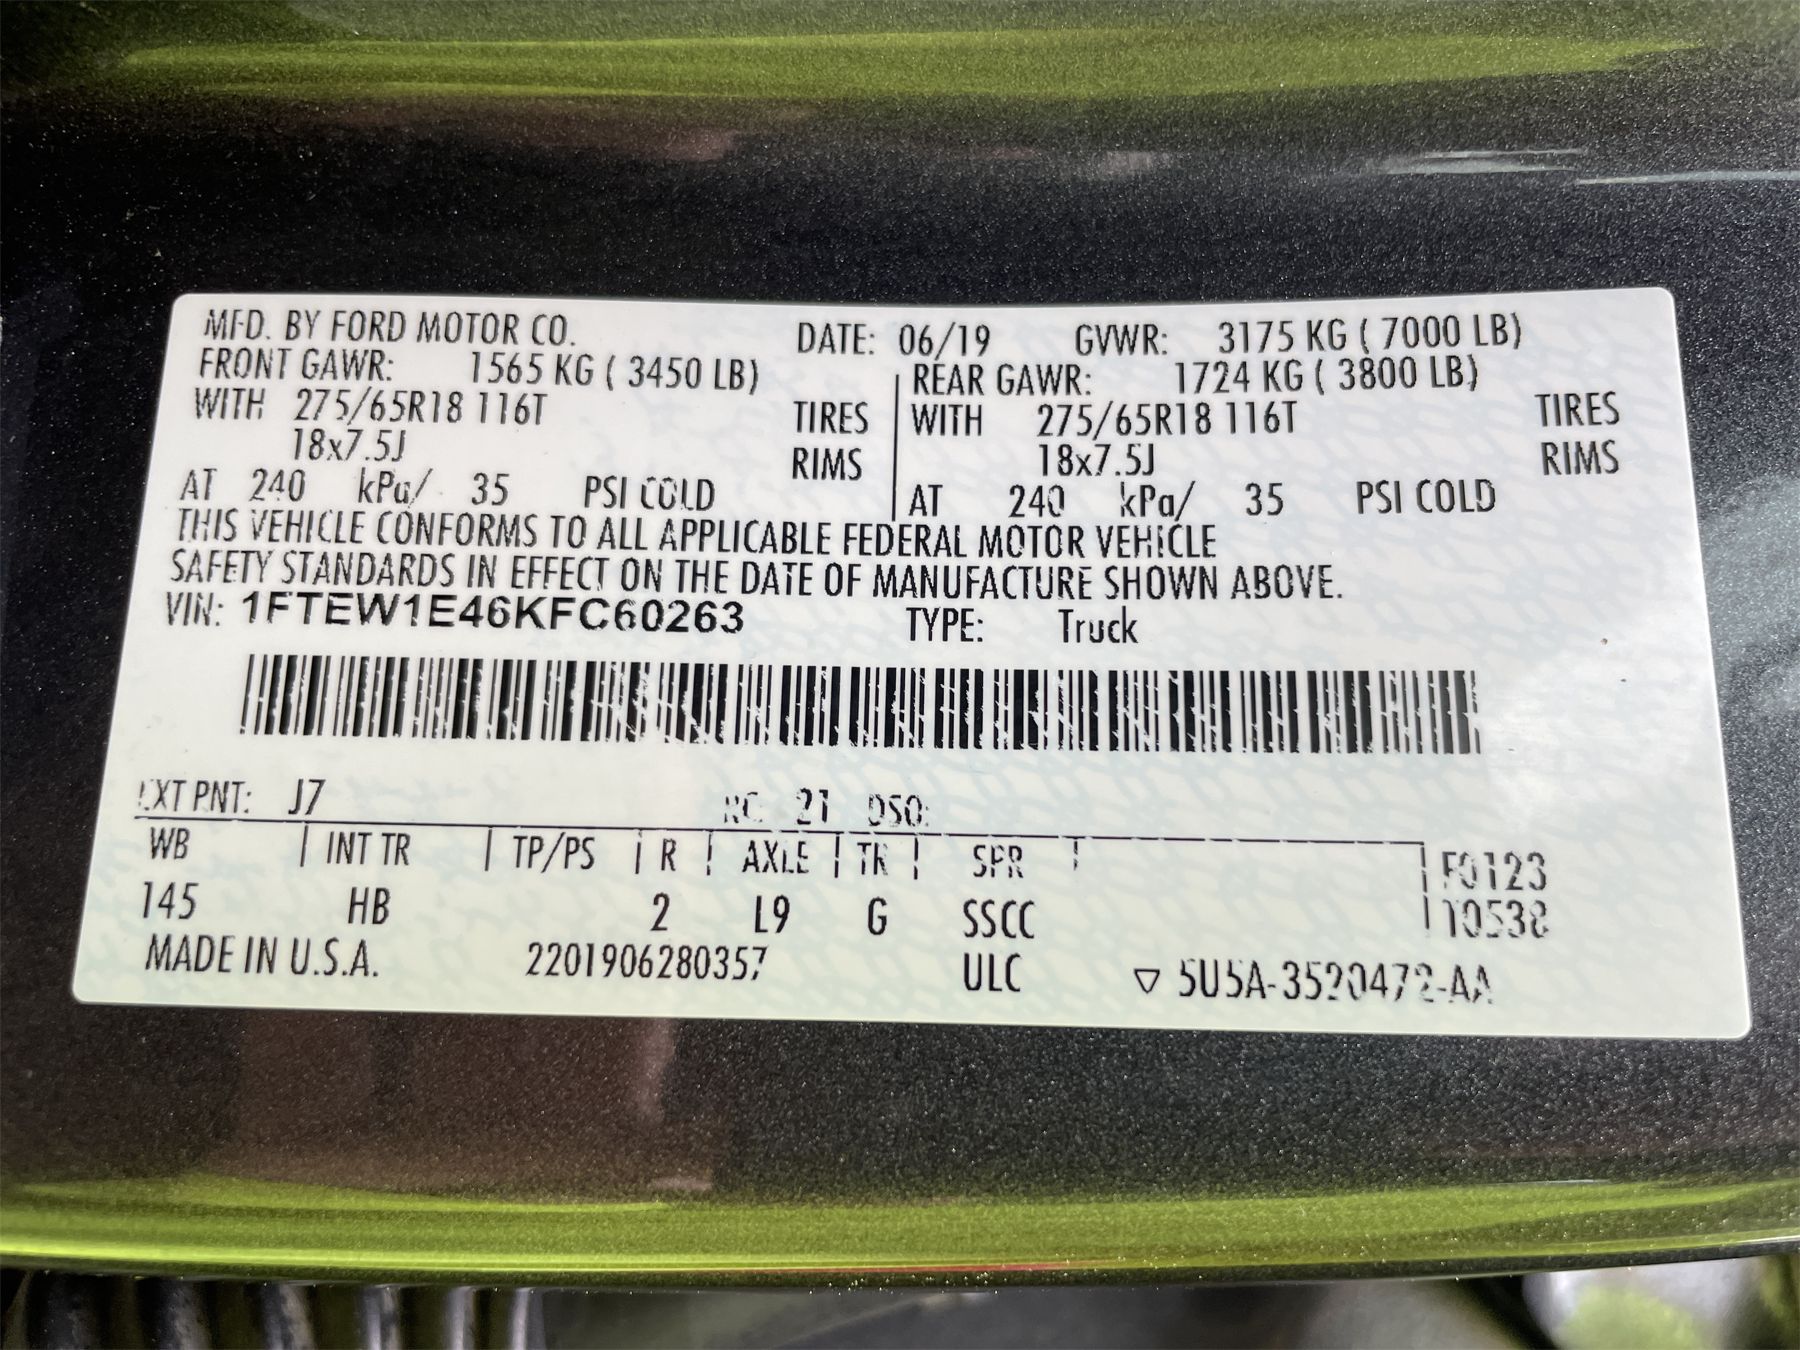 MFD. BY FORD MOTOR CO. DATE: 06/19 GVWR: 3175 KG ( 7000 LB)
FRONT GAWR: 1565 KG ( 3450 LB) REAR GAWR: 1724 KG ( 3800 LB)
WITH 275/65R18 116T TIRES WITH 275/65R18 116T TIRES
18x7.5J RIMS 18x7.5J RIMS
AT 240 kPa/ 35 PSI COLD AT 240 kPa/ 35 PSI COLD
THIS VEHICLE CONFORMS TO ALL APPLICABLE FEDERAL MOTOR VEHICLE
SAFETY STANDARDS IN EFFECT ON THE DATE OF MANUFACTURE SHOWN ABOVE.
VIN: 1FTEW1E46KFC60263 TYPE: Truck
EXT PNT: J7 RC: 21 DSO:
WB INT TR TP/PS R AXLE TR SPR F0123
145 HB 2 L9 G SSCC T0538
MADE IN U.S.A. 2201906280357 ULC ▽ 5U5A-3520472-AA